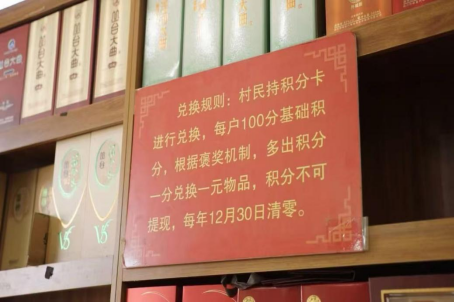 兑换规则：村民持积分卡
进行兑换，每户100分基础积
分，根据褒奖机制，多出积分
一分兑换一元物品，积分不可
提现，每年12月30日清零。